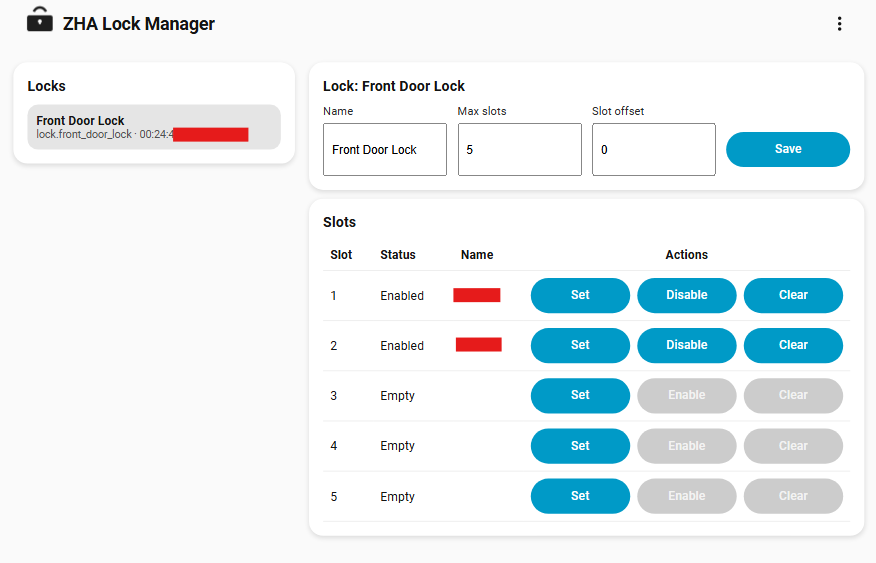 ZHA Lock Manager
Locks
Front Door Lock
lock.front_door_lock · 00:24:4
Lock: Front Door Lock
Name Max slots Slot offset
Front Door Lock 5 0 Save
Slots
Slot Status Name Actions
1 Enabled Set Disable Clear
2 Enabled Set Disable Clear
3 Empty Set Enable Clear
4 Empty Set Enable Clear
5 Empty Set Enable Clear